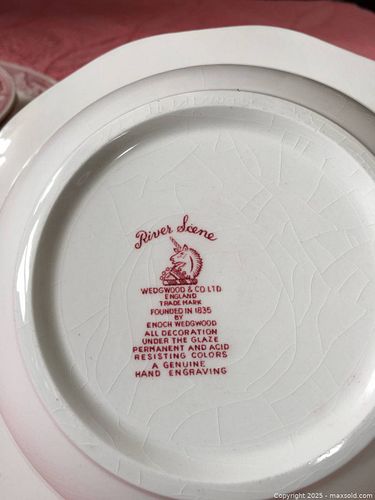 River Scene
WEDGWOOD & CO LTD
ENGLAND
TRADE MARK
FOUNDED IN 1835
BY
ENOCH WEDGWOOD
ALL DECORATION
UNDER THE GLAZE
PERMANENT AND ACID
RESISTING COLORS
A GENUINE
HAND ENGRAVING
Copyright 2025 - maxsold.com